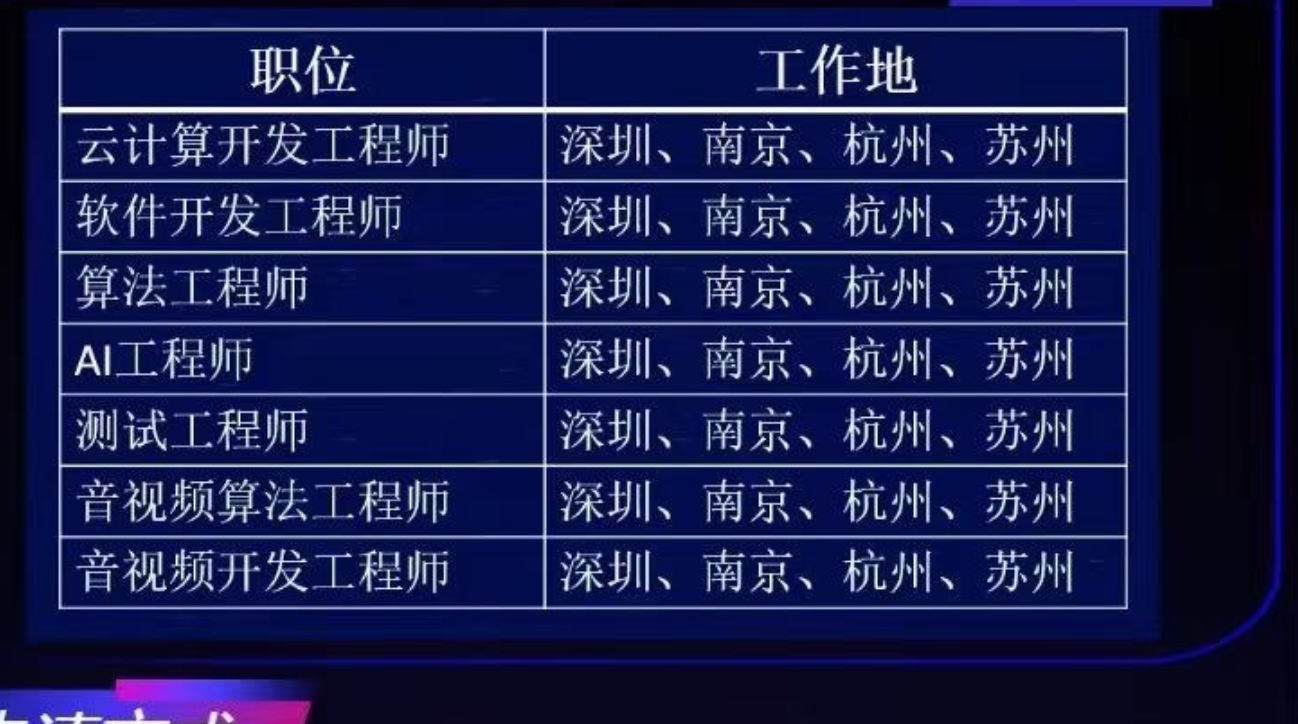 职位 工作地
云计算开发工程师 深圳、南京、杭州、苏州
软件开发工程师 深圳、南京、杭州、苏州
算法工程师 深圳、南京、杭州、苏州
AI工程师 深圳、南京、杭州、苏州
测试工程师 深圳、南京、杭州、苏州
音视频算法工程师 深圳、南京、杭州、苏州
音视频开发工程师 深圳、南京、杭州、苏州